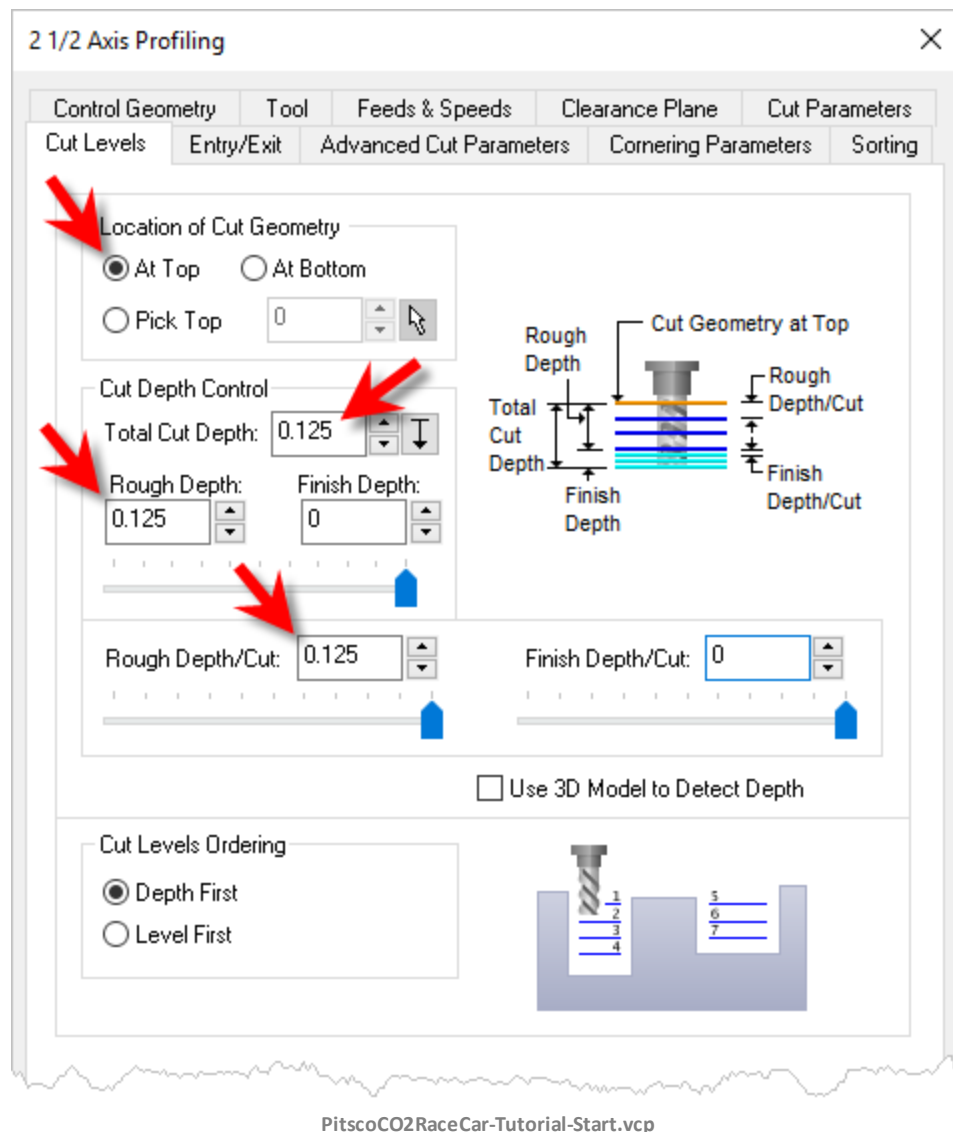 2 1/2 Axis Profiling
Control Geometry Tool Feeds & Speeds Clearance Plane Cut Parameters
Cut Levels Entry/Exit Advanced Cut Parameters Cornering Parameters Sorting
Location of Cut Geometry
At Top At Bottom
Pick Top 0
Cut Depth Control
Total Cut Depth: 0.125
Rough Depth: Finish Depth:
0.125 0
Rough
Depth
Cut Geometry at Top
Total
Cut
Depth
Rough
Depth/Cut
Finish
Depth
Finish
Depth/Cut
Rough Depth/Cut: 0.125 Finish Depth/Cut: 0
Use 3D Model to Detect Depth
Cut Levels Ordering
Depth First
Level First
1 5
2 6
3 7
4
PitscoCO2RaceCar-Tutorial-Start.vcp